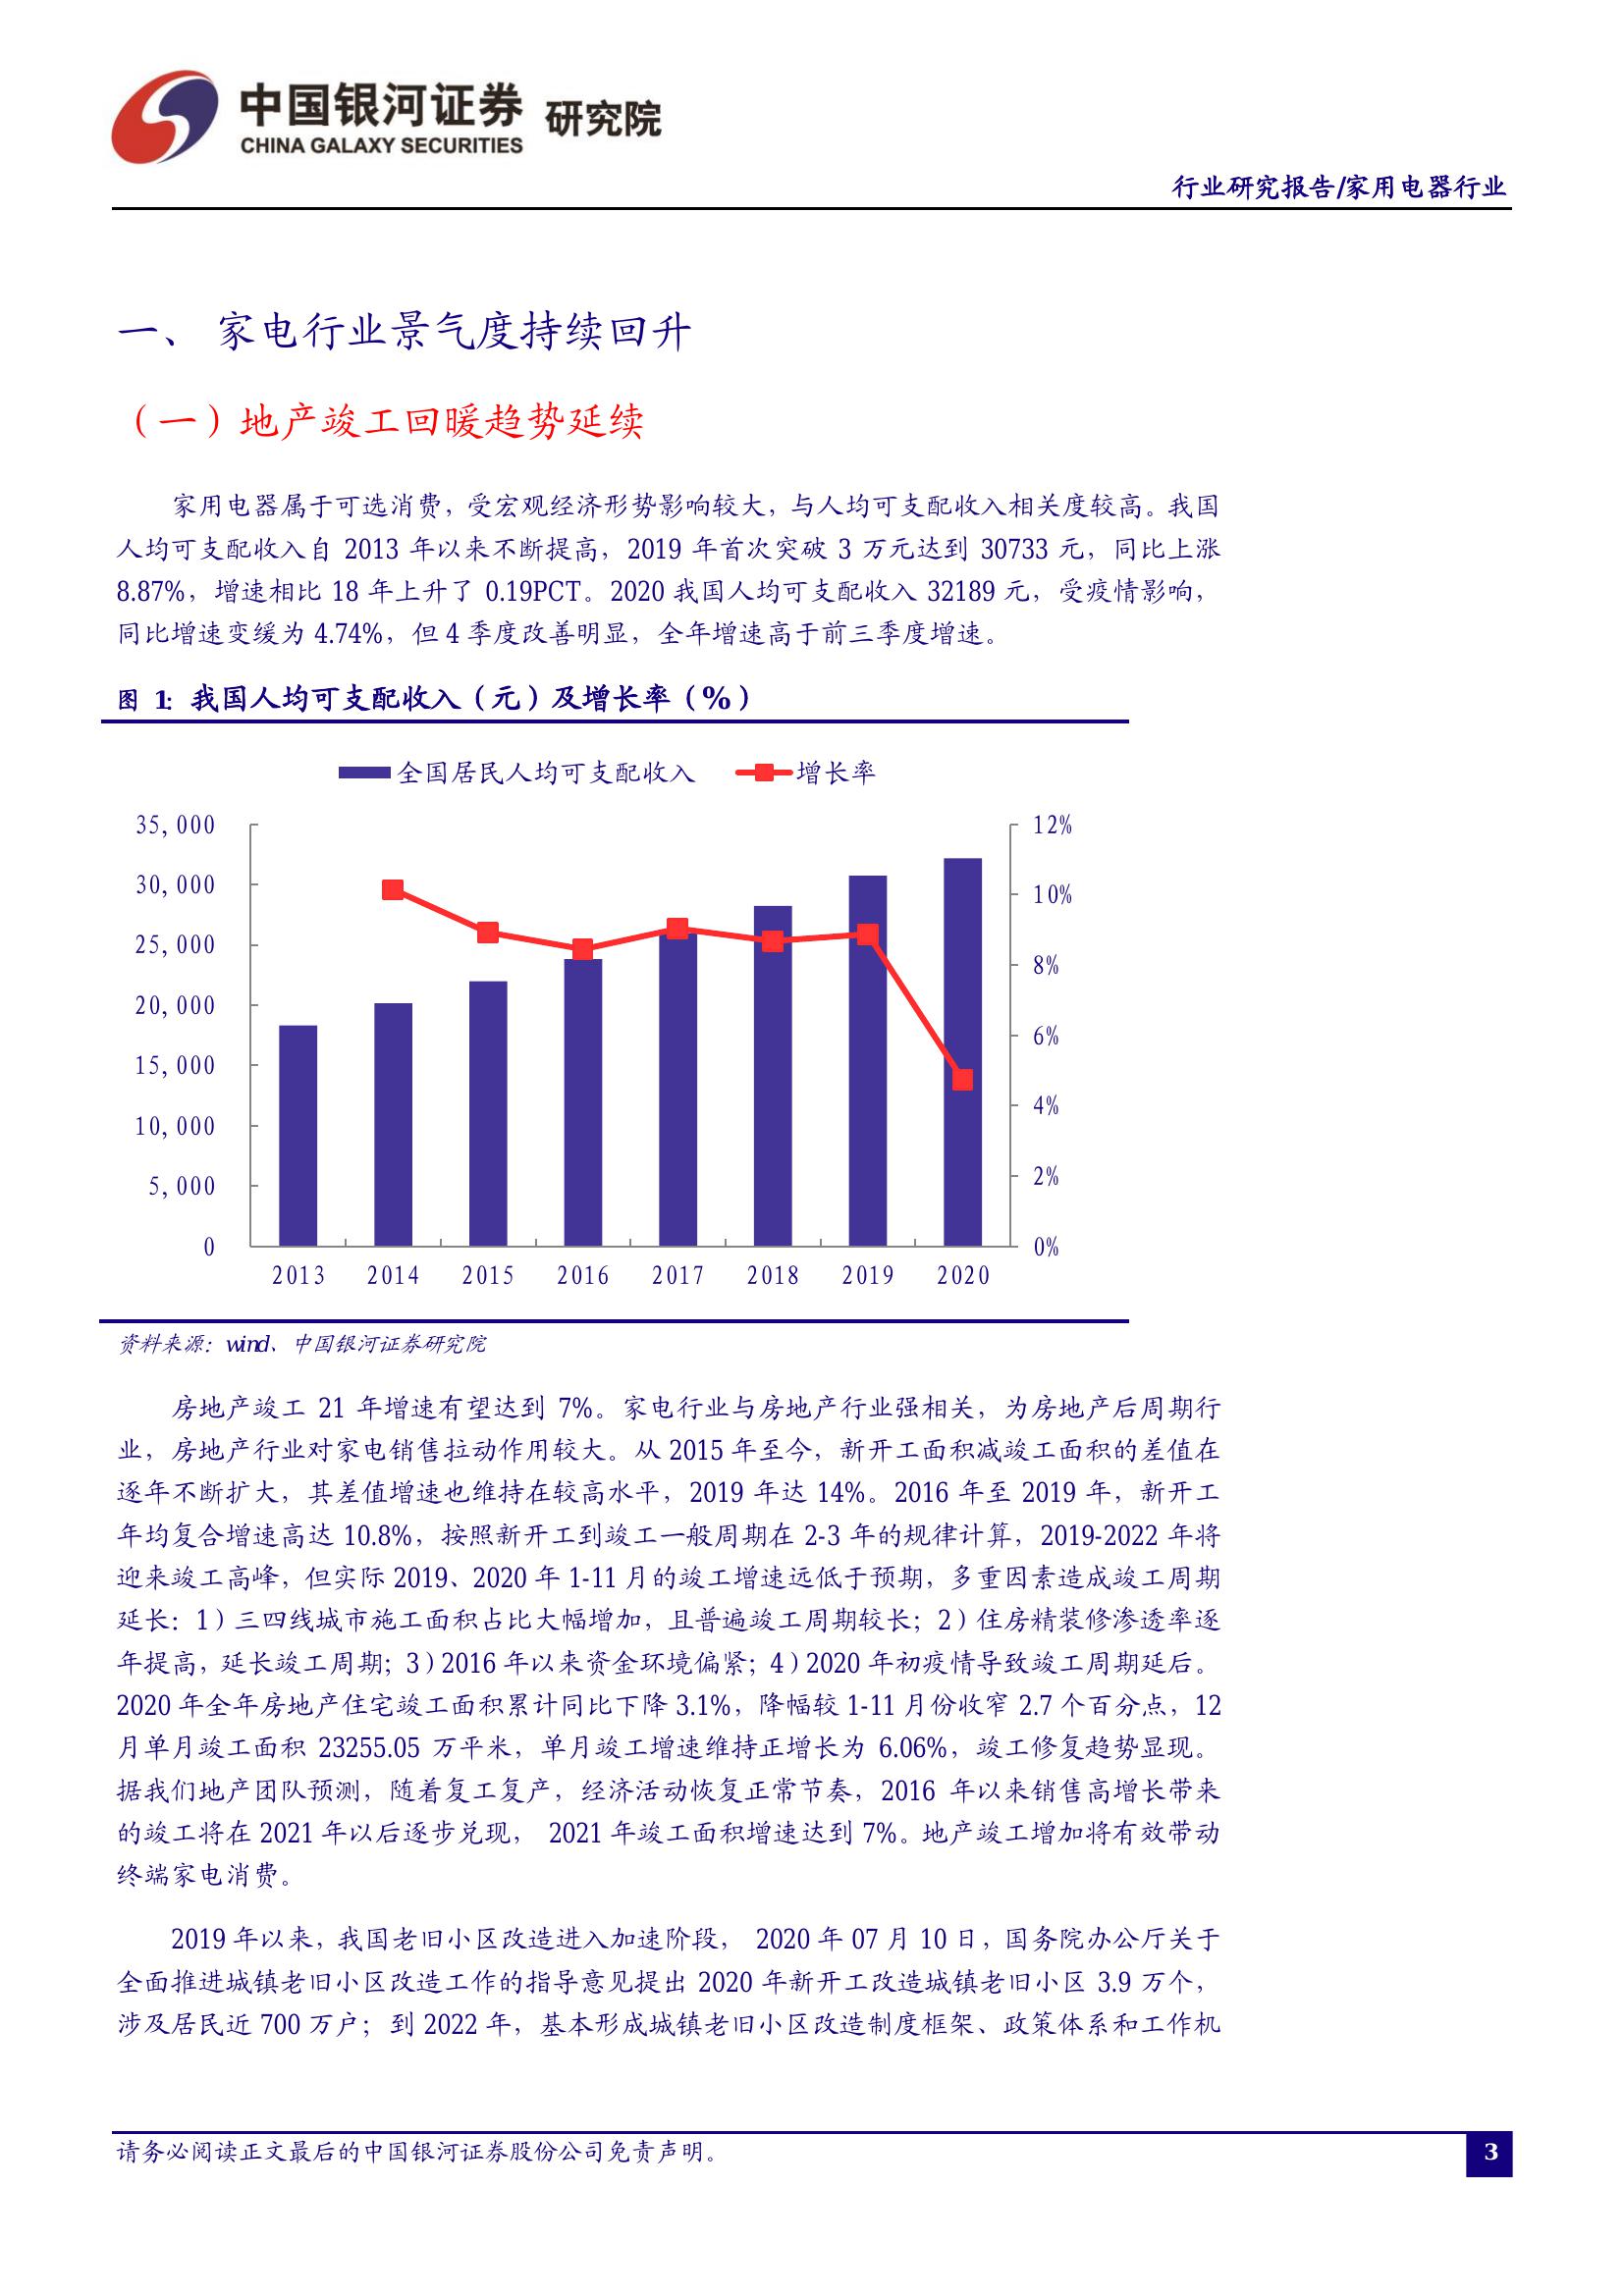 中国银河证券 研究院
CHINA GALAXY SECURITIES
行业研究报告/家用电器行业
一、 家电行业景气度持续回升
（一）地产竣工回暖趋势延续
家用电器属于可选消费，受宏观经济形势影响较大，与人均可支配收入相关度较高。我国
人均可支配收入自 2013 年以来不断提高，2019 年首次突破 3 万元达到 30733 元，同比上涨
8.87%，增速相比 18 年上升了 0.19PCT。2020 我国人均可支配收入 32189 元，受疫情影响，
同比增速变缓为 4.74%，但 4 季度改善明显，全年增速高于前三季度增速。
图 1：我国人均可支配收入（元）及增长率（%）
全国居民人均可支配收入 增长率
35,000 12%
30,000 10%
25,000 8%
20,000 6%
15,000 4%
10,000 2%
5,000 0%
0
2013 2014 2015 2016 2017 2018 2019 2020
资料来源：wind、中国银河证券研究院
房地产竣工 21 年增速有望达到 7%。家电行业与房地产行业强相关，为房地产后周期行
业，房地产行业对家电销售拉动作用较大。从 2015 年至今，新开工面积减竣工面积的差值在
逐年不断扩大，其差值增速也维持在较高水平，2019 年达 14%。2016 年至 2019 年，新开工
年均复合增速高达 10.8%，按照新开工到竣工一般周期在 2-3 年的规律计算，2019-2022 年将
迎来竣工高峰，但实际 2019、2020 年 1-11 月的竣工增速远低于预期，多重因素造成竣工周期
延长：1）三四线城市施工面积占比大幅增加，且普遍竣工周期较长；2）住房精装修渗透率逐
年提高，延长竣工周期；3）2016 年以来资金环境偏紧；4）2020 年初疫情导致竣工周期延后。
2020 年全年房地产住宅竣工面积累计同比下降 3.1%，降幅较 1-11 月份收窄 2.7 个百分点，12
月单月竣工面积 23255.05 万平米，单月竣工增速维持正增长为 6.06%，竣工修复趋势显现。
据我们地产团队预测，随着复工复产，经济活动恢复正常节奏，2016 年以来销售高增长带来
的竣工将在 2021 年以后逐步兑现， 2021 年竣工面积增速达到 7%。地产竣工增加将有效带动
终端家电消费。
2019 年以来，我国老旧小区改造进入加速阶段， 2020 年 07 月 10 日，国务院办公厅关于
全面推进城镇老旧小区改造工作的指导意见提出 2020 年新开工改造城镇老旧小区 3.9 万个，
涉及居民近 700 万户；到 2022 年，基本形成城镇老旧小区改造制度框架、政策体系和工作机
请务必阅读正文最后的中国银河证券股份公司免责声明。
3